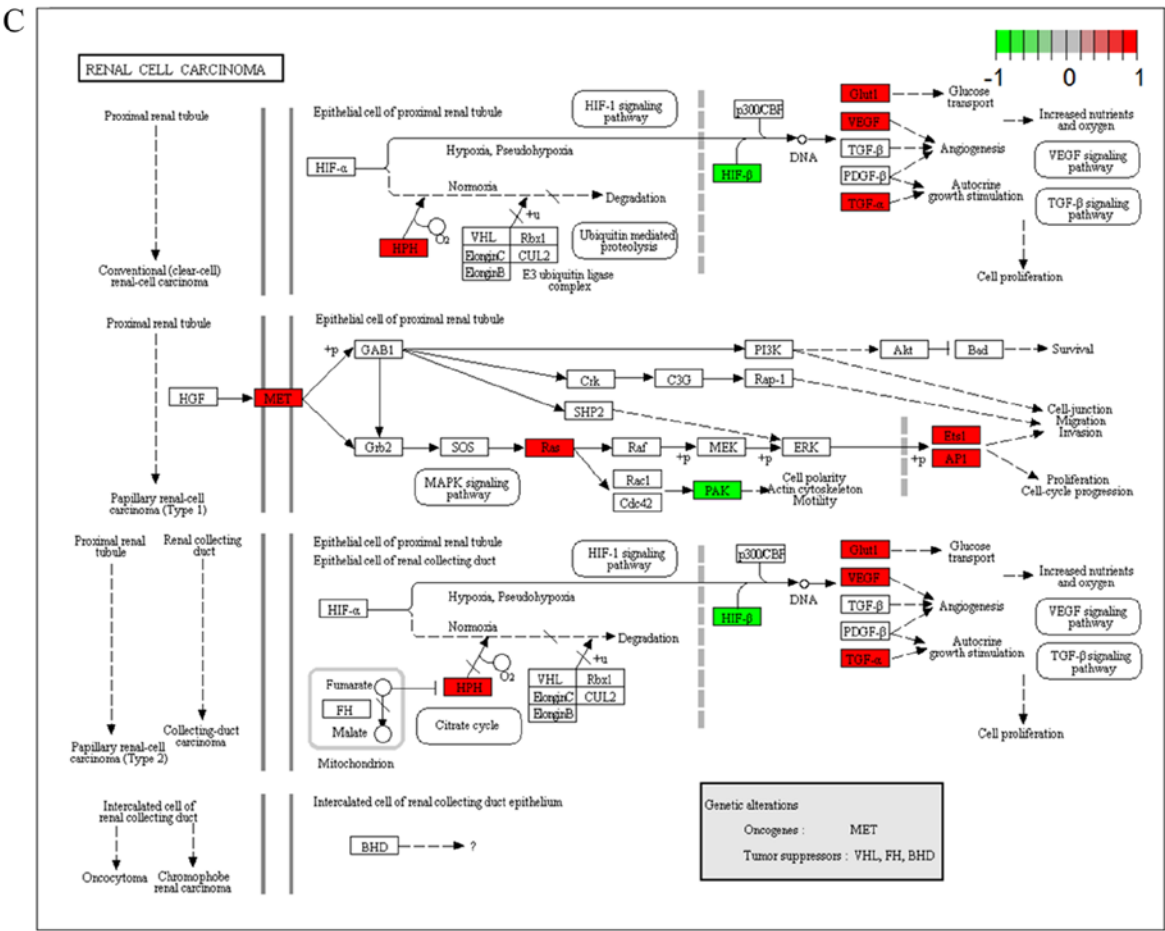 C
RENAL CELL CARCINOMA
-1 0 1
Proximal renal tubule
Conventional (clear-cell)
renal-cell carcinoma
Epithelial cell of proximal renal tubule
HIF-1 signaling
pathway
p300/CBP
HIF-α
Hypoxia, Pseudohypoxia
Normoxia
Degradation
HIF-β
DNA
HPH
O2
+u
VHL
Rbx1
ElonginC
CUL2
ElonginB
E3 ubiquitin ligase
complex
Ubiquitin mediated
proteolysis
Glut1
VEGF
TGF-β
PDGF-β
TGF-α
Glucose
transport
Angiogenesis
Autocrine
growth stimulation
Increased nutrients
and oxygen
VEGF signaling
pathway
TGF-β signaling
pathway
Cell proliferation
Proximal renal tubule
Papillary renal-cell
carcinoma (Type 1)
Epithelial cell of proximal renal tubule
HGF
MET
+p
GAB1
PI3K
Akt
Bad
Survival
Crk
C3G
Rap-1
SHP2
Cell-junction
Migration
Invasion
Grb2
SOS
Ras
Raf
+p
MEK
+p
ERK
+p
Ets1
AP1
MAPK signaling
pathway
Rac1
Cdc42
PAK
Cell polarity
Actin cytoskeleton
Motility
Proliferation
Cell-cycle progression
Proximal renal
tubule
Renal collecting
duct
Papillary renal-cell
carcinoma (Type 2)
Collecting-duct
carcinoma
Epithelial cell of proximal renal tubule
Epithelial cell of renal collecting duct
HIF-1 signaling
pathway
p300/CBP
HIF-α
Hypoxia, Pseudohypoxia
Normoxia
Degradation
HIF-β
DNA
HPH
O2
+u
VHL
Rbx1
ElonginC
CUL2
ElonginB
Fumarate
FH
Malate
Mitochondrion
Citrate cycle
Glut1
VEGF
TGF-β
PDGF-β
TGF-α
Glucose
transport
Angiogenesis
Autocrine
growth stimulation
Increased nutrients
and oxygen
VEGF signaling
pathway
TGF-β signaling
pathway
Cell proliferation
Intercalated cell of
renal collecting duct
Oncocytoma
Chromophobe
renal carcinoma
Intercalated cell of renal collecting duct epithelium
BHD
?
Genetic alterations
Oncogenes : MET
Tumor suppressors : VHL, FH, BHD